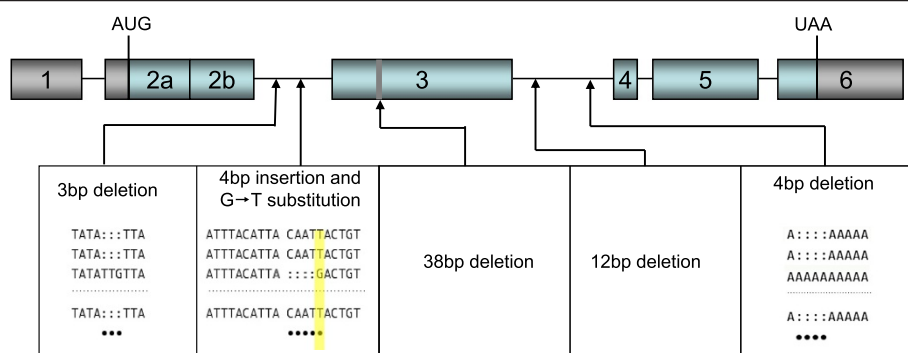 AUG UAA
1 2a 2b 3 4 5 6
3bp deletion
TATA:::TTA
TATA:::TTA
TATATTGTTA
TATA:::TTA
4bp insertion and
G→T substitution
ATTTACATTA CAATTACTGT
ATTTACATTA CAATTACTGT
ATTTACATTA ::::GACTGT
ATTTACATTA CAATTACTGT
38bp deletion
12bp deletion
4bp deletion
A::::AAAAA
A::::AAAAA
AAAAAAAAAA
A::::AAAAA